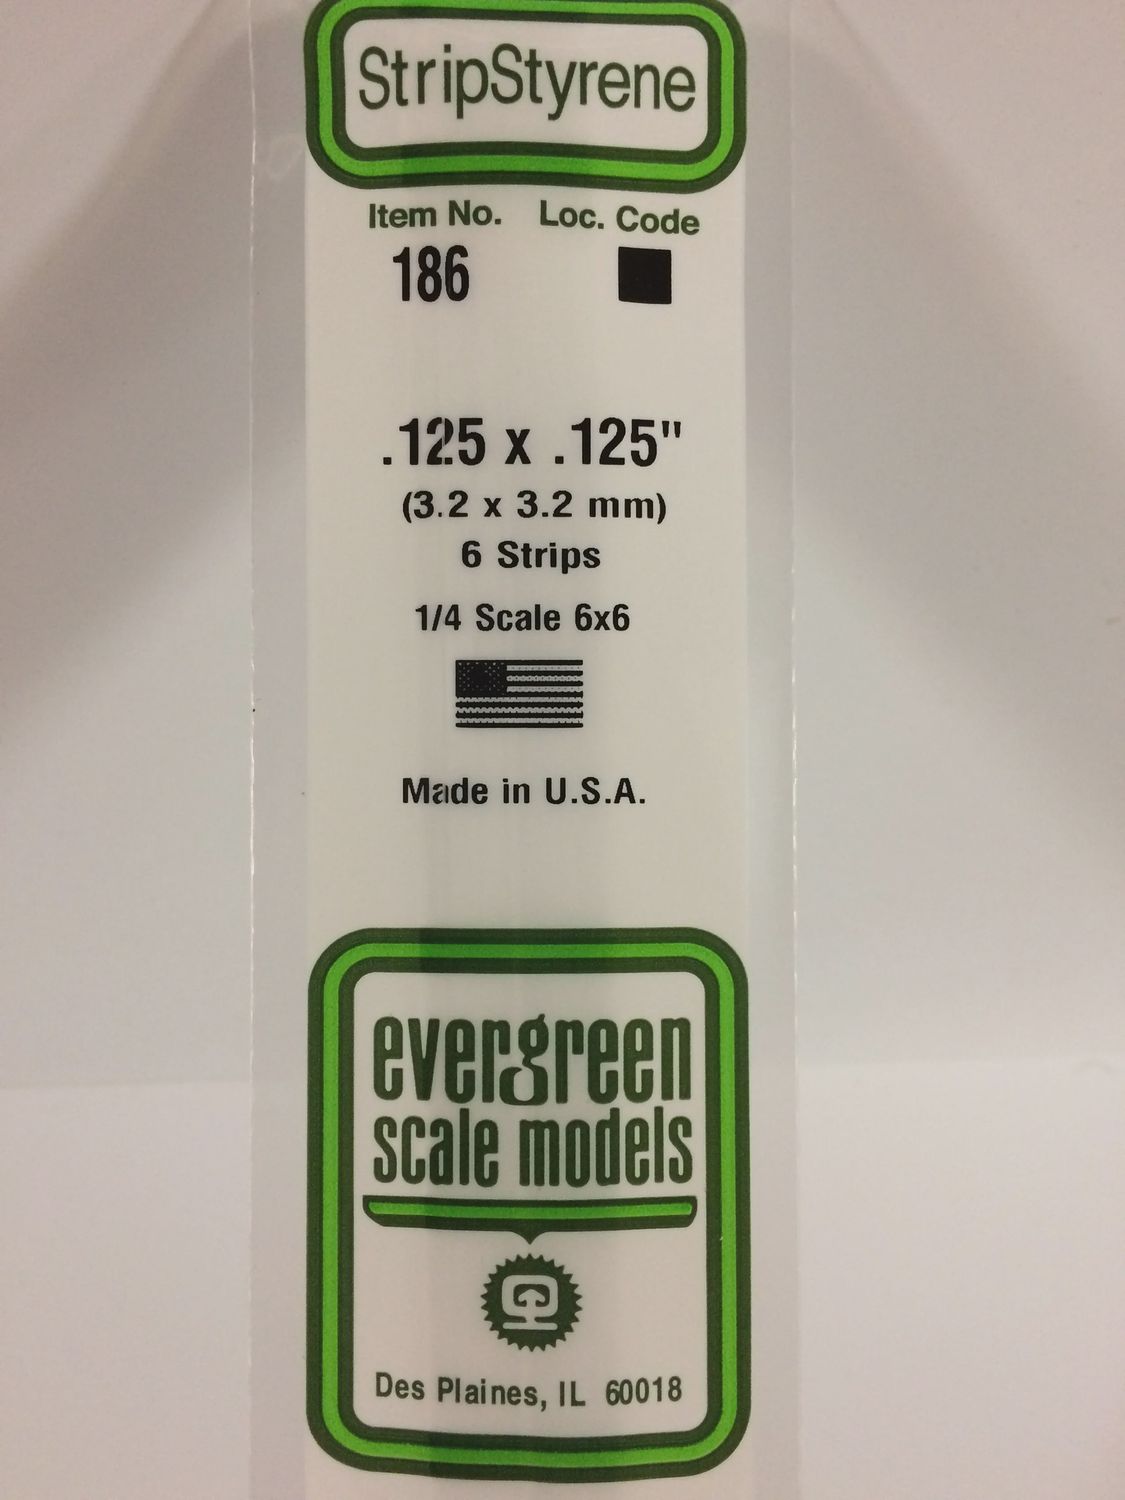 StripStyrene
Item No. Loc. Code
186
.125 x .125"
(3.2 x 3.2 mm)
6 Strips
1/4 Scale 6x6
Made in U.S.A.
evergreen
scale models
Des Plaines, IL 60018